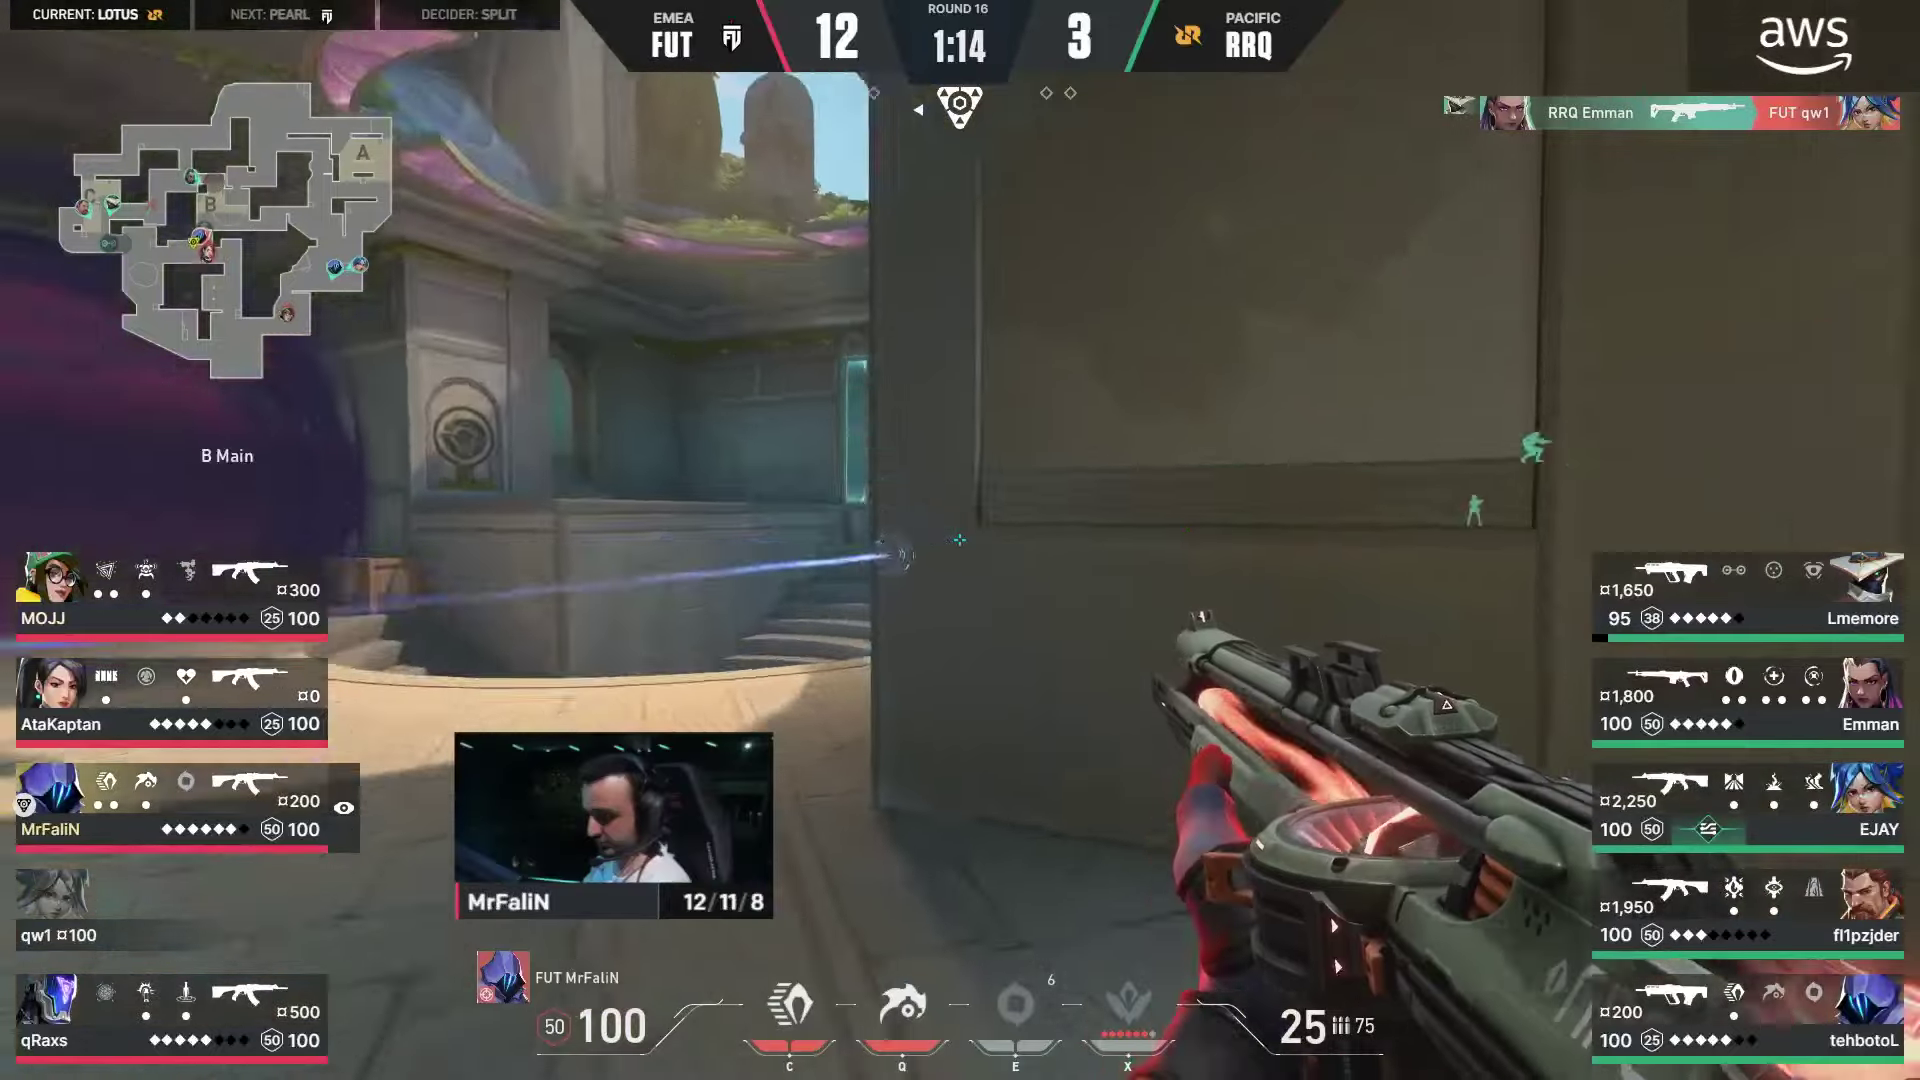 CURRENT: LOTUS
NEXT: PEARL
DECIDER: SPLIT
EMEA
FUT
12
ROUND 16
1:14
3
PACIFIC
RRQ
aws
RRQ Emman
FUT qw1
A
B
C
B Main
¤300
MOJJ
25 100
¤0
AtaKaptan
25 100
¤200
MrFaliN
50 100
qw1 ¤100
¤500
qRaxs
50 100
¤1,650
95 38
Lmemore
¤1,800
100 50
Emman
¤2,250
100 50
EJAY
¤1,950
100 50
fl1pzjder
¤200
100 25
tehbotoL
MrFaliN
12/11/8
FUT MrFaliN
50 100
6
25 75
C
Q
E
X